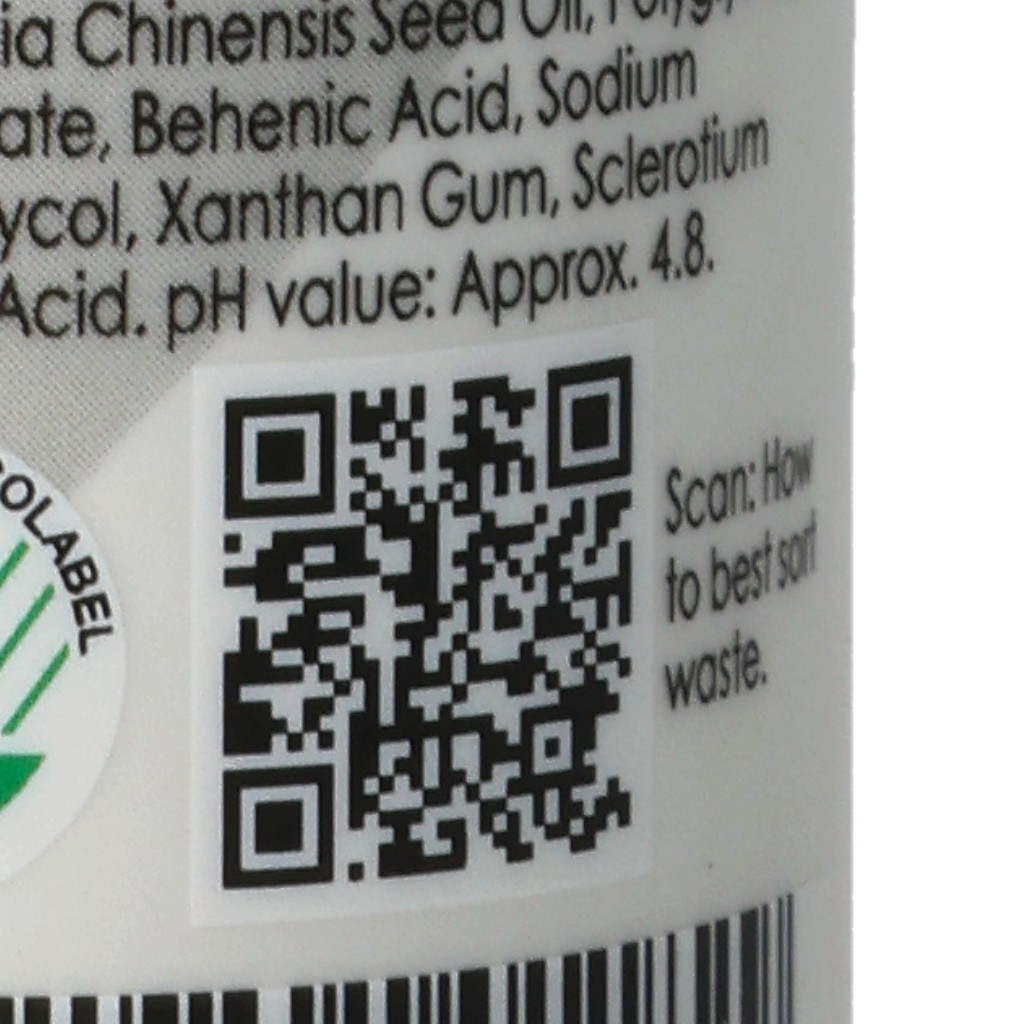 ia Chinensis Seed Oil,
ate, Behenic Acid, Sodium
ycol, Xanthan Gum, Sclerotium
Acid. pH value: Approx. 4.8.
Scan: How
to best sort
waste.
OLABEL